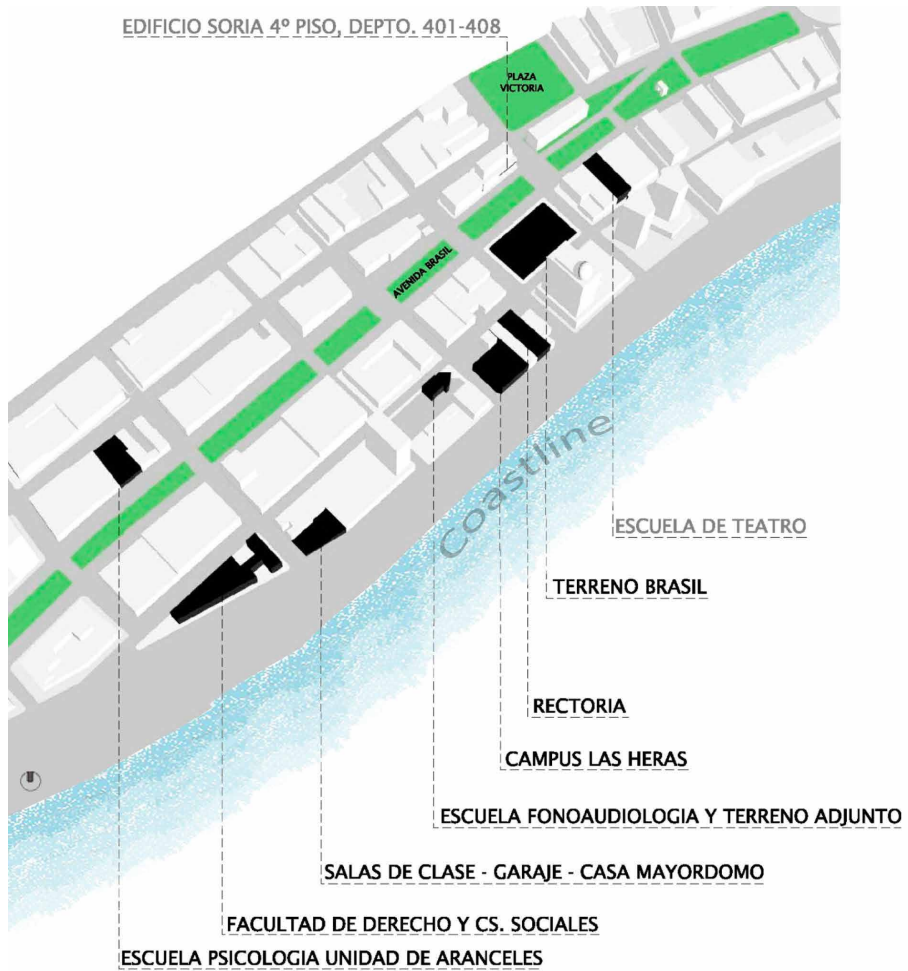 EDIFICIO SORIA 4º PISO, DEPTO. 401-408
PLAZA
VICTORIA
AVENIDA BRASIL
Coastline
ESCUELA DE TEATRO
TERRENO BRASIL
RECTORIA
CAMPUS LAS HERAS
ESCUELA FONOAUDIOLOGIA Y TERRENO ADJUNTO
SALAS DE CLASE - GARAJE - CASA MAYORDOMO
FACULTAD DE DERECHO Y CS. SOCIALES
ESCUELA PSICOLOGIA UNIDAD DE ARANCELES